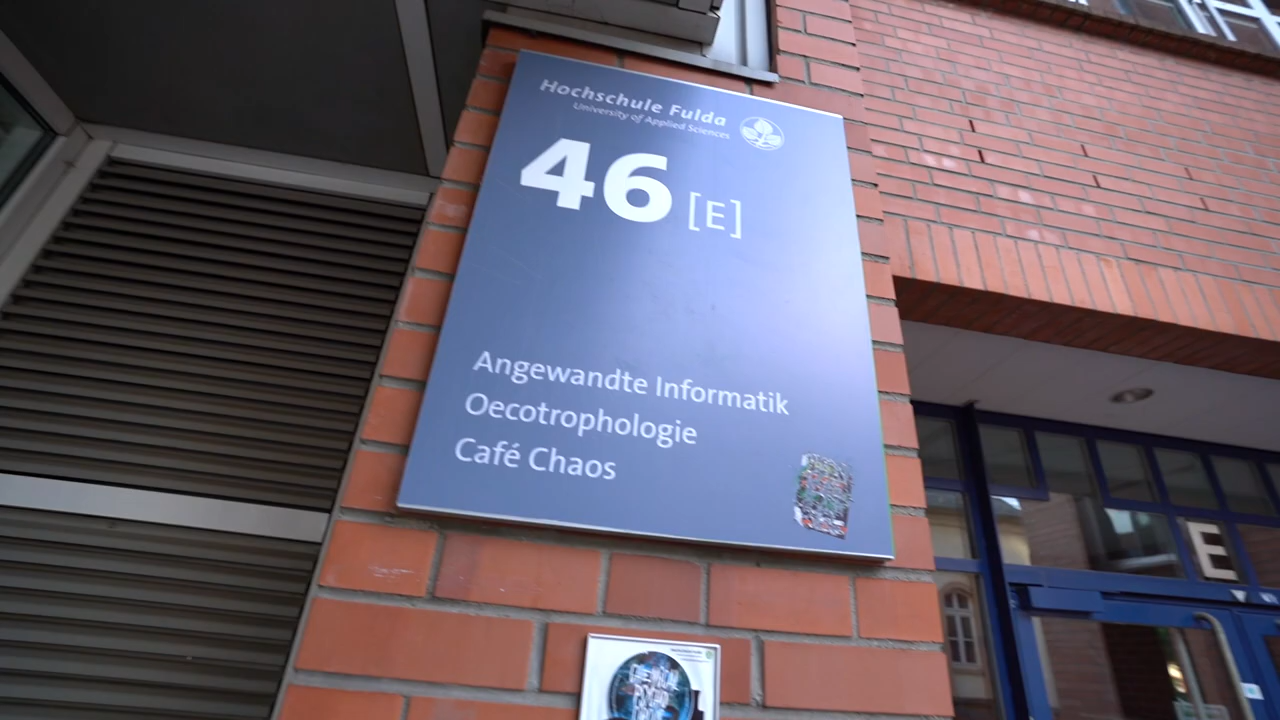 Hochschule Fulda
University of Applied Sciences
46 [E]
Angewandte Informatik
Oecotrophologie
Café Chaos
E